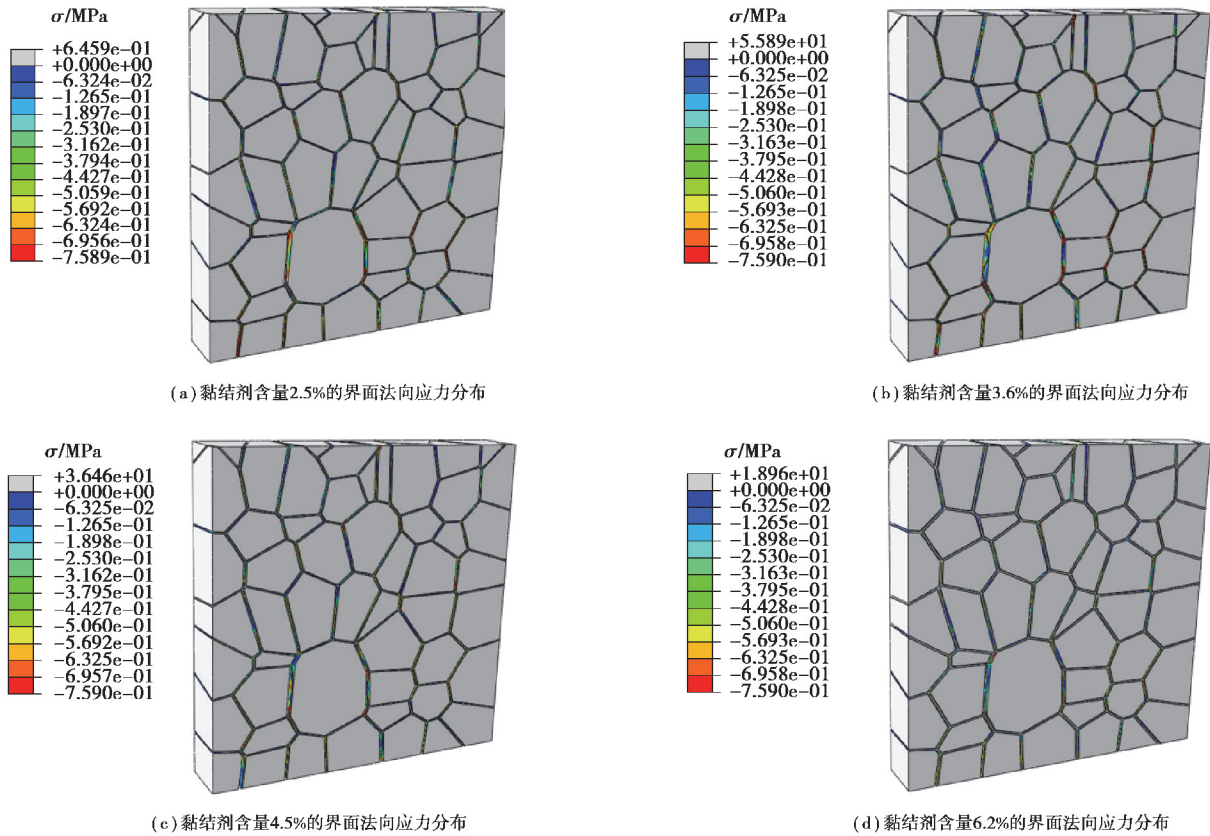 σ/MPa
+6.459e−01
+0.000e+00
−6.324e−02
−1.265e−01
−1.897e−01
−2.530e−01
−3.163e−01
−3.794e−01
−4.427e−01
−5.059e−01
−5.692e−01
−6.324e−01
−6.956e−01
−7.589e−01
(a)黏结剂含量2.5%的界面法向应力分布
σ/MPa
+5.589e+01
+0.000e+00
−6.325e−02
−1.265e−01
−1.898e−01
−2.530e−01
−3.163e−01
−3.795e−01
−4.428e−01
−5.060e−01
−5.693e−01
−6.325e−01
−6.958e−01
−7.590e−01
(b)黏结剂含量3.6%的界面法向应力分布
σ/MPa
+3.646e+01
+0.000e+00
−6.325e−02
−1.265e−01
−1.898e−01
−2.530e−01
−3.162e−01
−3.795e−01
−4.427e−01
−5.060e−01
−5.692e−01
−6.325e−01
−6.957e−01
−7.590e−01
(c)黏结剂含量4.5%的界面法向应力分布
σ/MPa
+1.896e+01
+0.000e+00
−6.325e−02
−1.265e−01
−1.898e−01
−2.530e−01
−3.163e−01
−3.795e−01
−4.428e−01
−5.060e−01
−5.693e−01
−6.325e−01
−6.958e−01
−7.590e−01
(d)黏结剂含量6.2%的界面法向应力分布